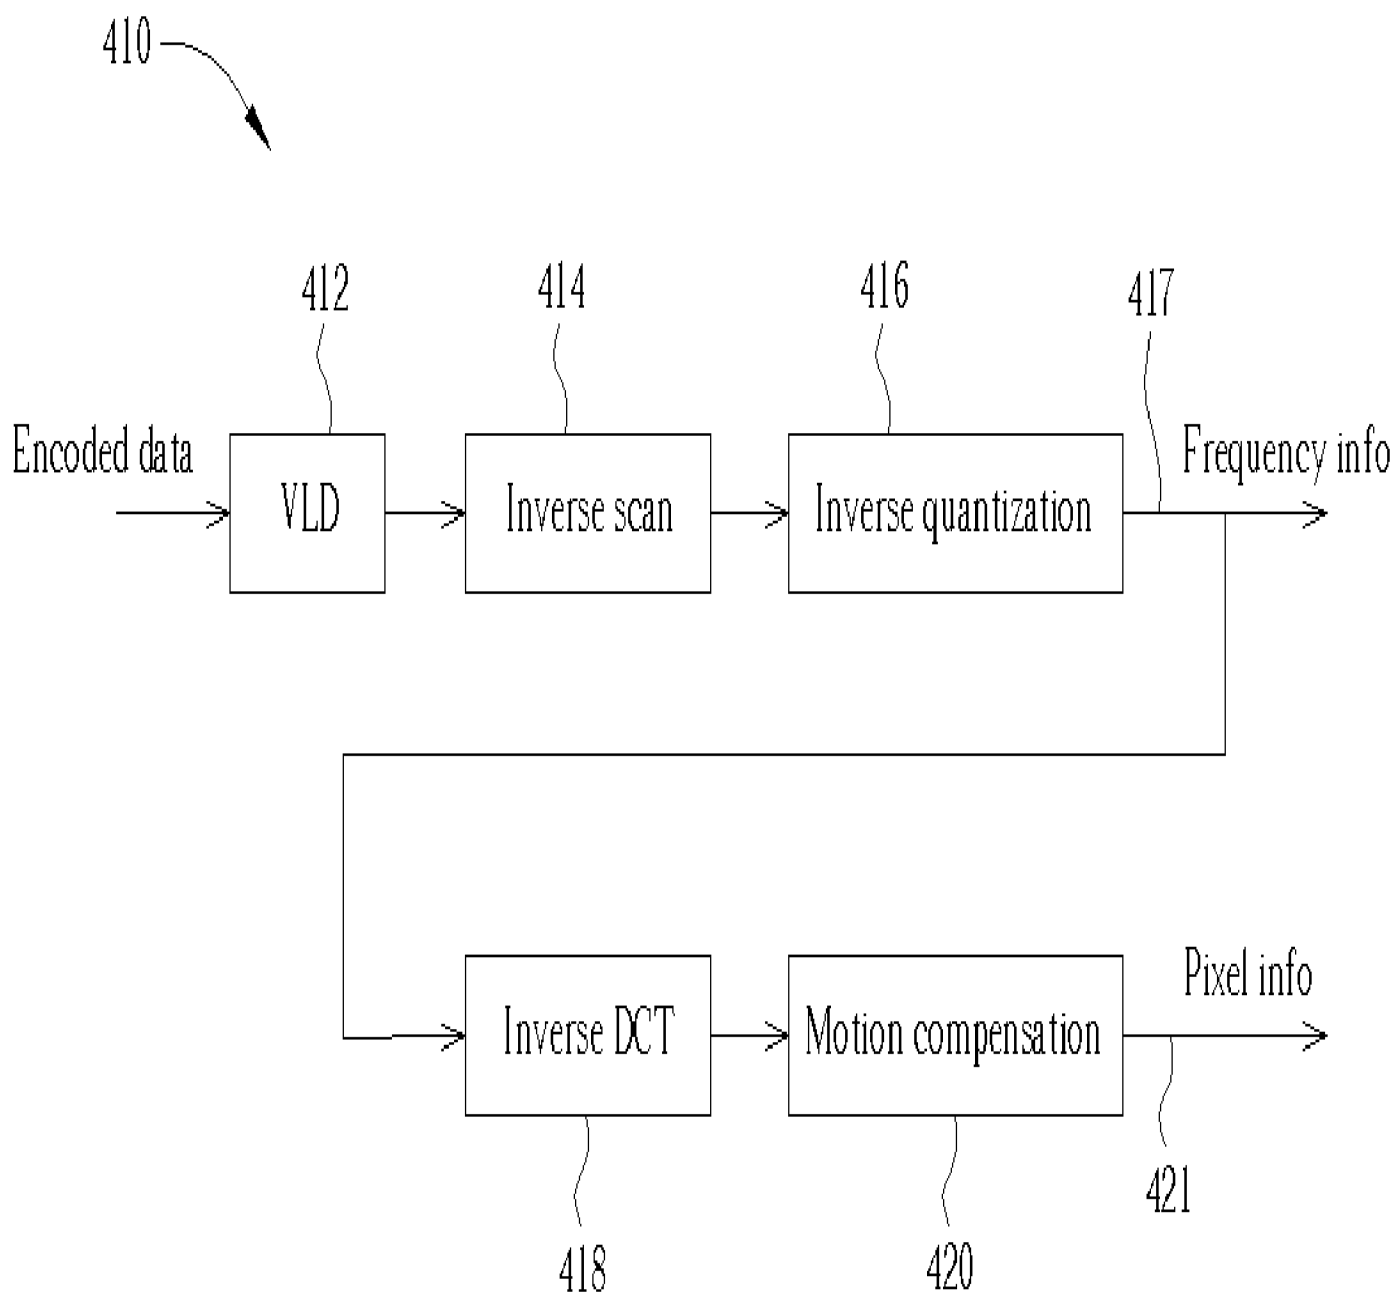 410
412
414
416
417
Encoded data
VLD
Inverse scan
Inverse quantization
Frequency info
Inverse DCT
Motion compensation
Pixel info
418
420
421